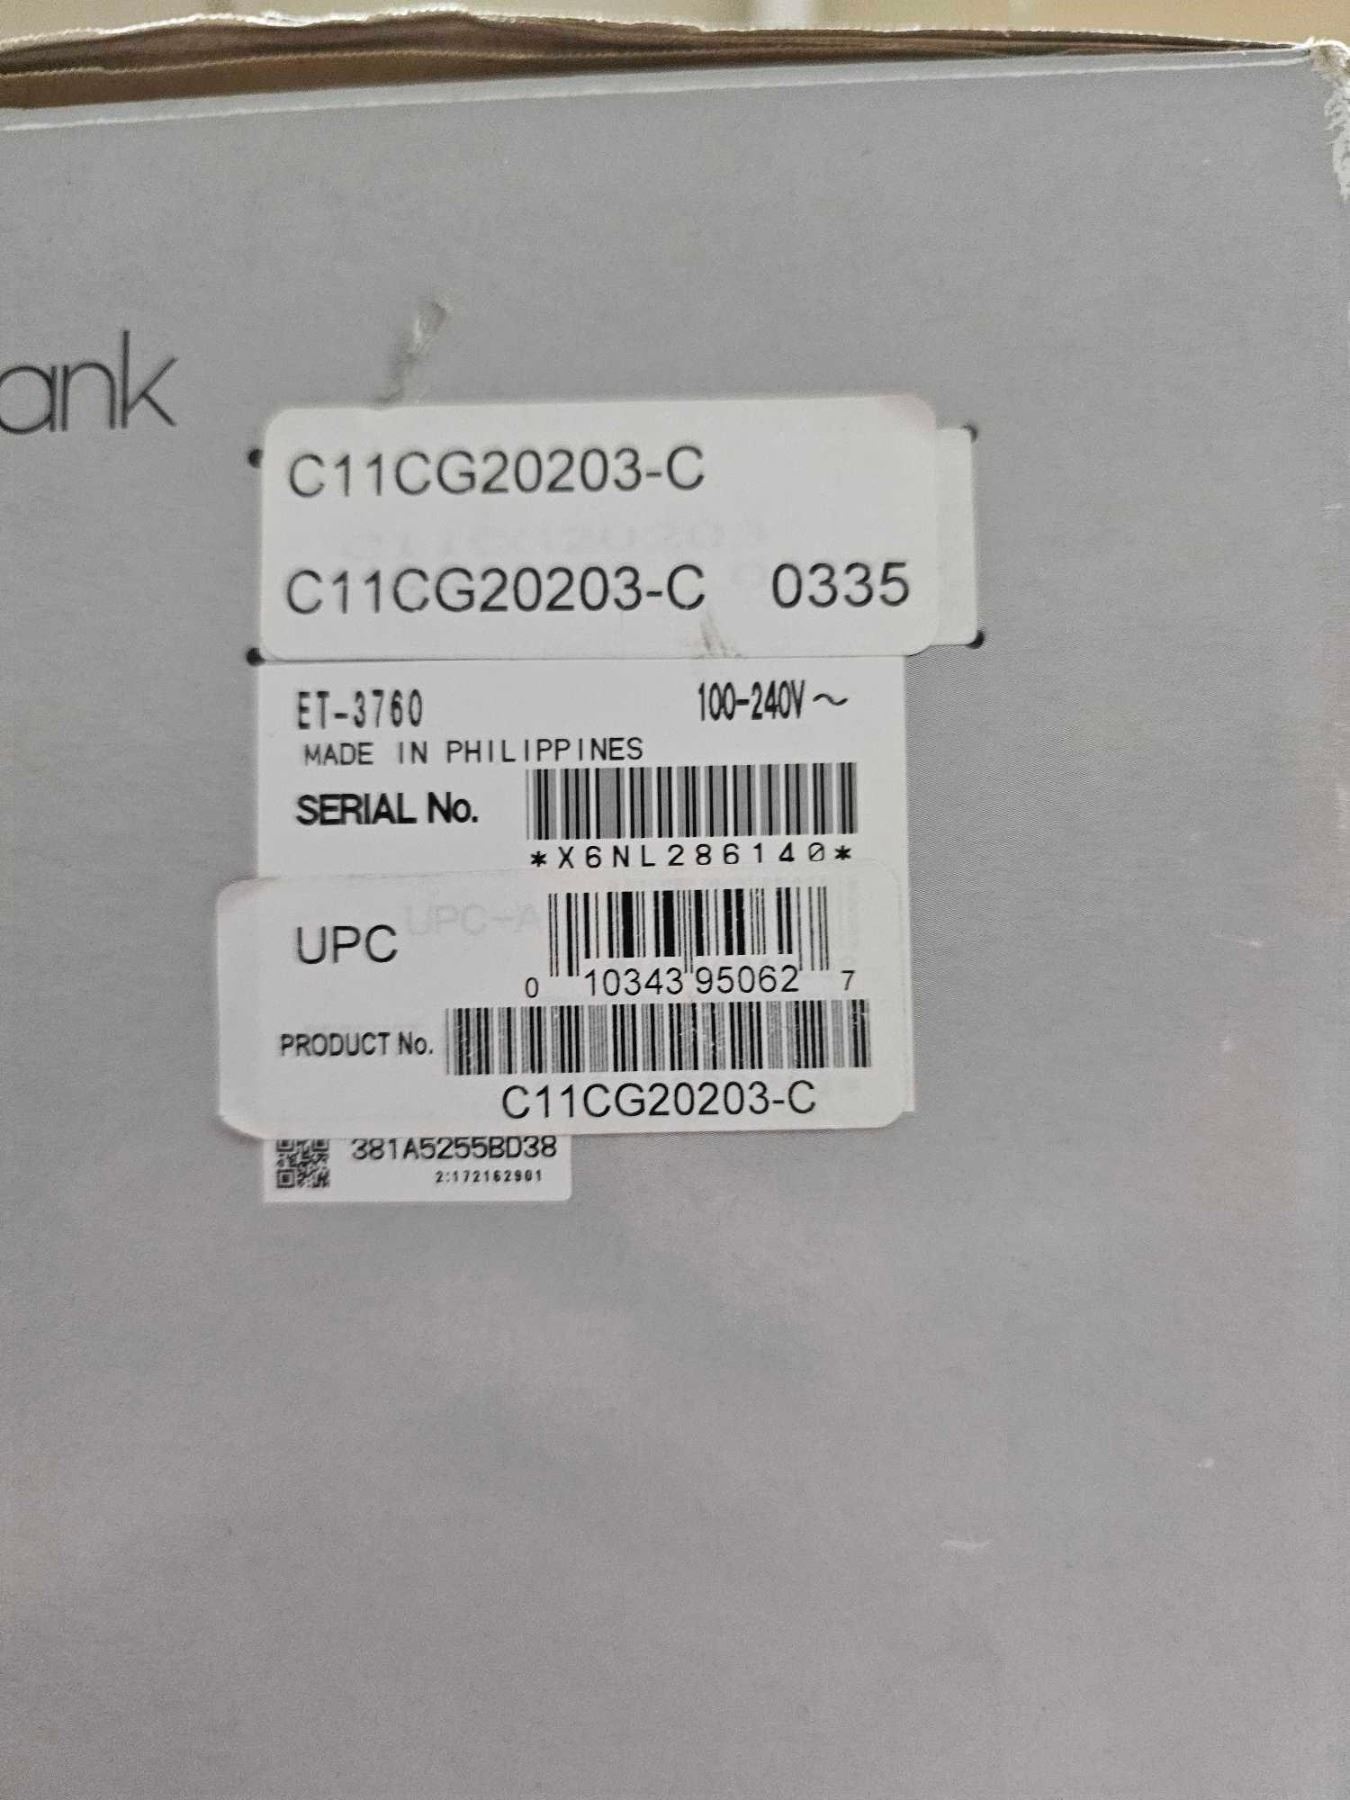 ank
C11CG20203-C
C11CG20203-C 0335
ET-3760 100-240V~
MADE IN PHILIPPINES
SERIAL No.
*X6NL286140*
UPC UPC-A
0 10343 95062 7
PRODUCT No.
C11CG20203-C
381A5255BD38
2:172162901